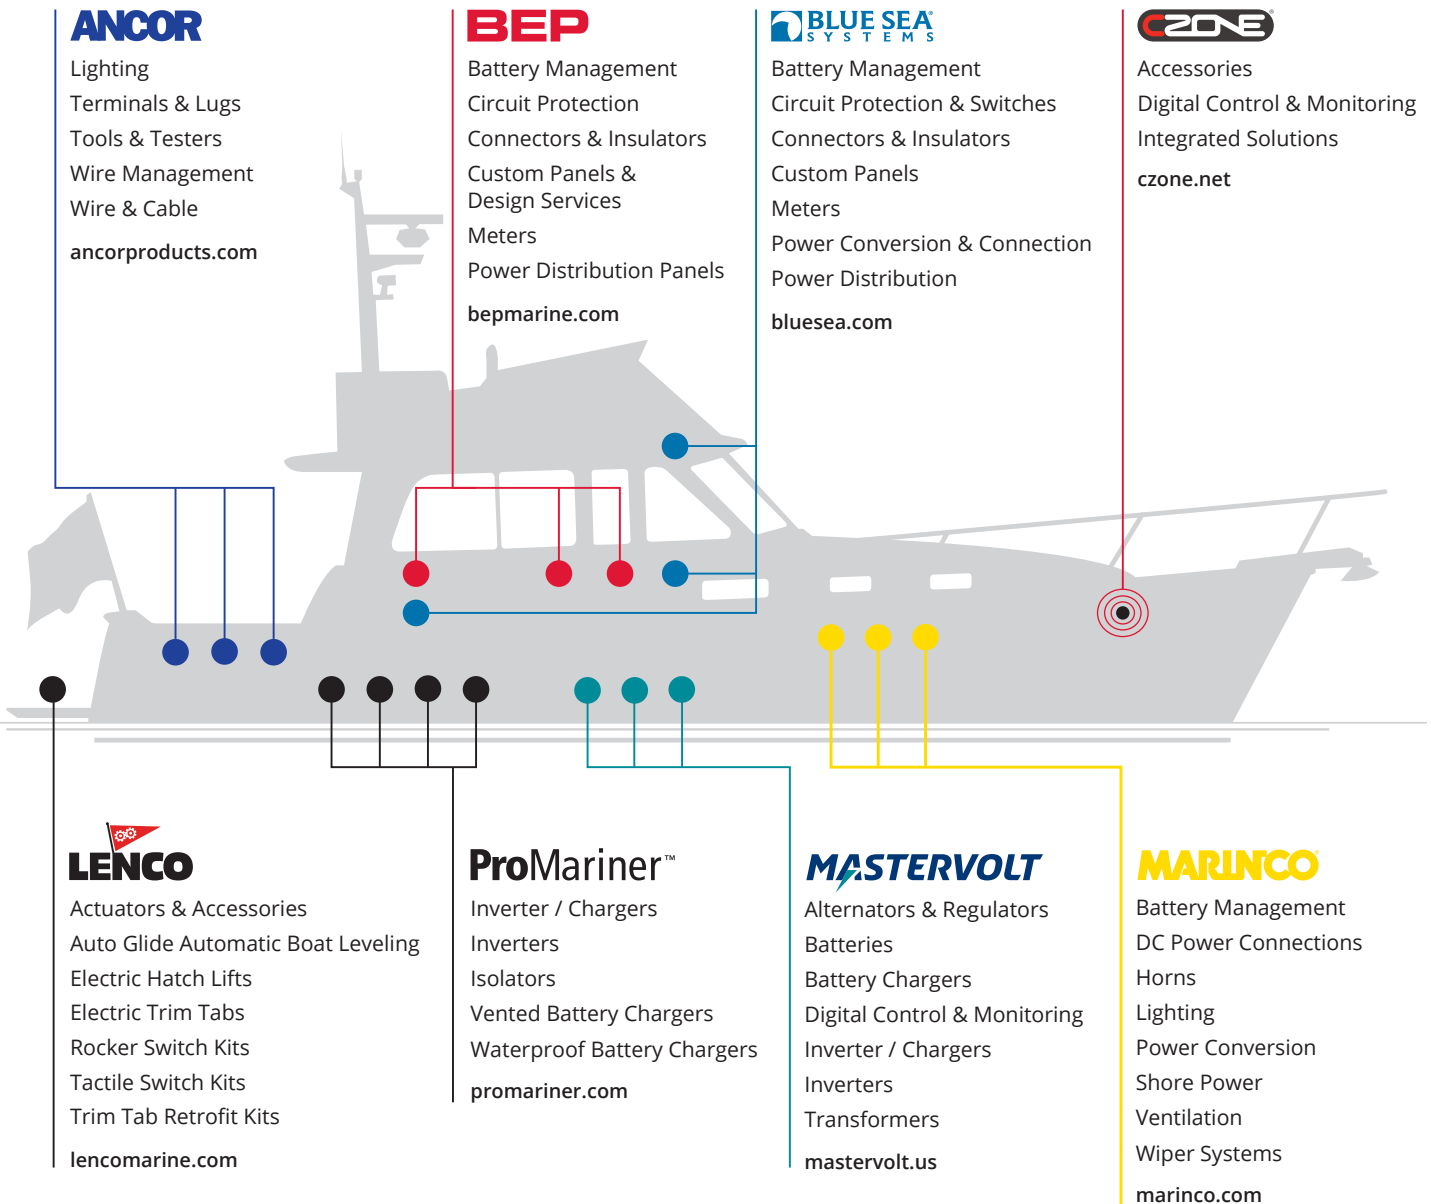 ANCOR
Lighting
Terminals & Lugs
Tools & Testers
Wire Management
Wire & Cable
ancorproducts.com
BEP
Battery Management
Circuit Protection
Connectors & Insulators
Custom Panels &
Design Services
Meters
Power Distribution Panels
bepmarine.com
BLUE SEA®
SYSTEMS
Battery Management
Circuit Protection & Switches
Connectors & Insulators
Custom Panels
Meters
Power Conversion & Connection
Power Distribution
bluesea.com
CZONE®
Accessories
Digital Control & Monitoring
Integrated Solutions
czone.net
LENCO
Actuators & Accessories
Auto Glide Automatic Boat Leveling
Electric Hatch Lifts
Electric Trim Tabs
Rocker Switch Kits
Tactile Switch Kits
Trim Tab Retrofit Kits
lencomarine.com
ProMariner™
Inverter / Chargers
Inverters
Isolators
Vented Battery Chargers
Waterproof Battery Chargers
promariner.com
MASTERVOLT
Alternators & Regulators
Batteries
Battery Chargers
Digital Control & Monitoring
Inverter / Chargers
Inverters
Transformers
mastervolt.us
MARINCO®
Battery Management
DC Power Connections
Horns
Lighting
Power Conversion
Shore Power
Ventilation
Wiper Systems
marinco.com